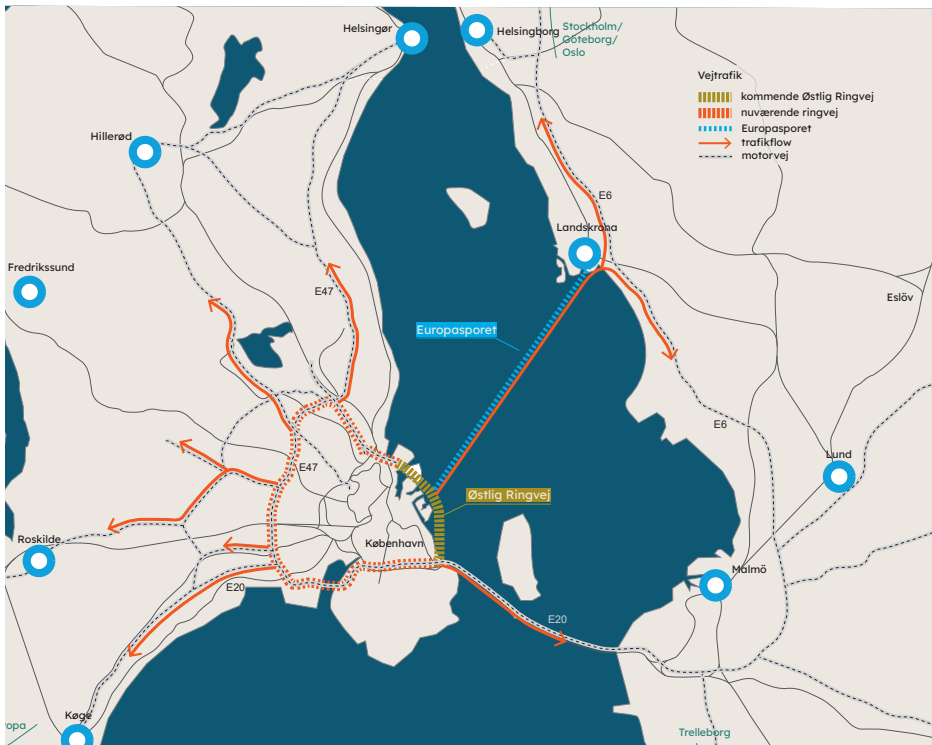 Helsingør
Helsingborg
Stockholm/
Göteborg/
Oslo
Vejtrafik
kommende Østlig Ringvej
nuværende ringvej
Europasporet
trafikflow
motorvej
Hillerød
E6
Landskrona
Fredrikssund
E47
Eslöv
Europasporet
E6
Lund
E47
Østlig Ringvej
Roskilde
København
Malmö
E20
E20
Køge
ropa
Trelleborg